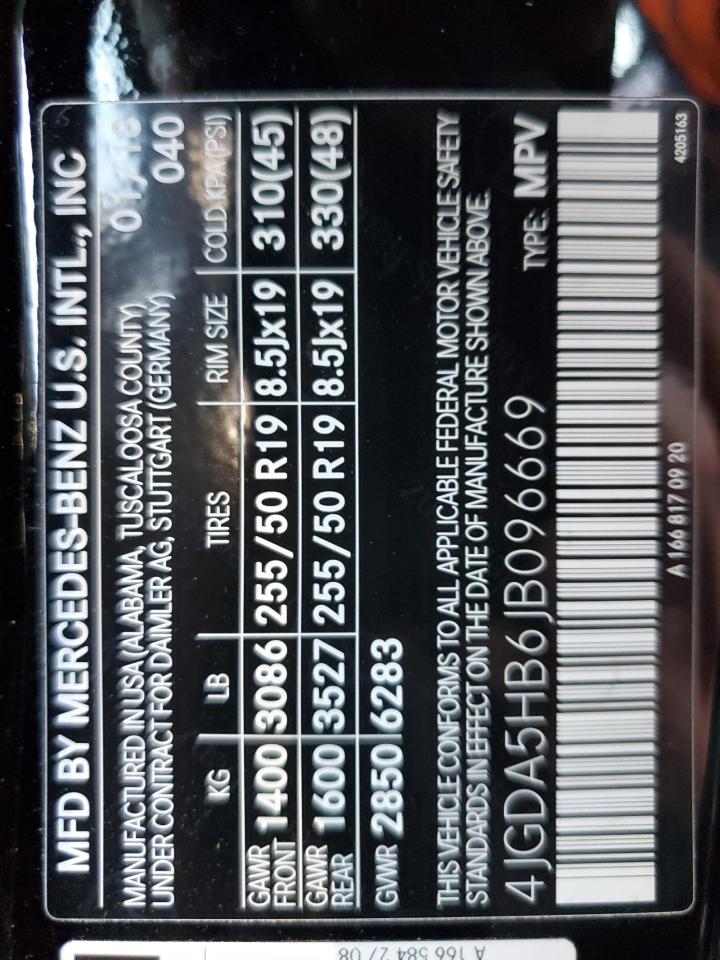 MFD BY MERCEDES-BENZ U.S. INTL., INC
MANUFACTURED IN USA (ALABAMA, TUSCALOOSA COUNTY) 01/18
UNDER CONTRACT FOR DAIMLER AG, STUTTGART (GERMANY) 040
KG LB TIRES RIM SIZE COLD KPA (PSI)
GAWR FRONT 1400 3086 255/50 R19 8.5Jx19 310(45)
GAWR REAR 1600 3527 255/50 R19 8.5Jx19 330(48)
GVWR 2850 6283
THIS VEHICLE CONFORMS TO ALL APPLICABLE FEDERAL MOTOR VEHICLE SAFETY
STANDARDS IN EFFECT ON THE DATE OF MANUFACTURE SHOWN ABOVE.
4JGDA5HB6JB096669 TYPE: MPV
A 166 817 09 20 4205163
A 166 584 27 08